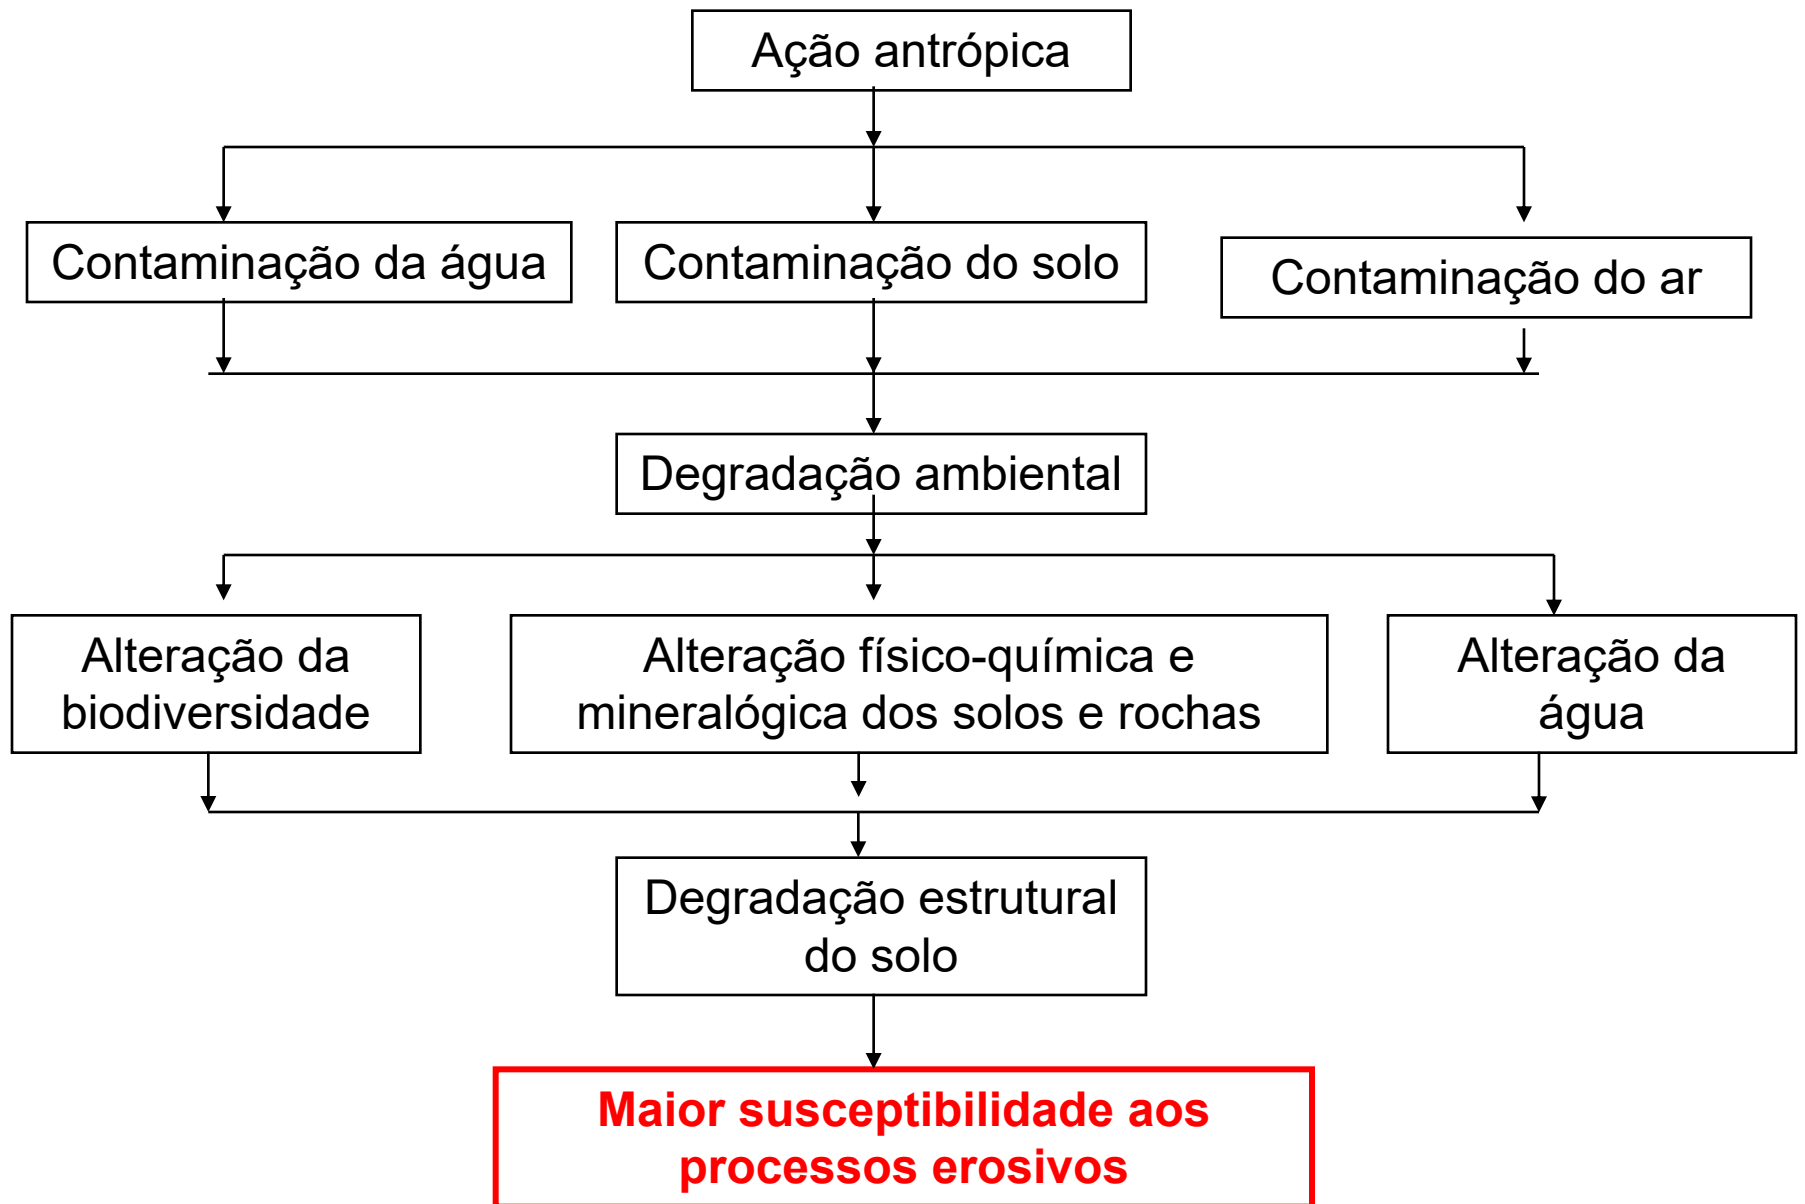 Ação antrópica
Contaminação da água
Contaminação do solo
Contaminação do ar
Degradação ambiental
Alteração da
biodiversidade
Alteração físico-química e
mineralógica dos solos e rochas
Alteração da
água
Degradação estrutural
do solo
Maior susceptibilidade aos
processos erosivos